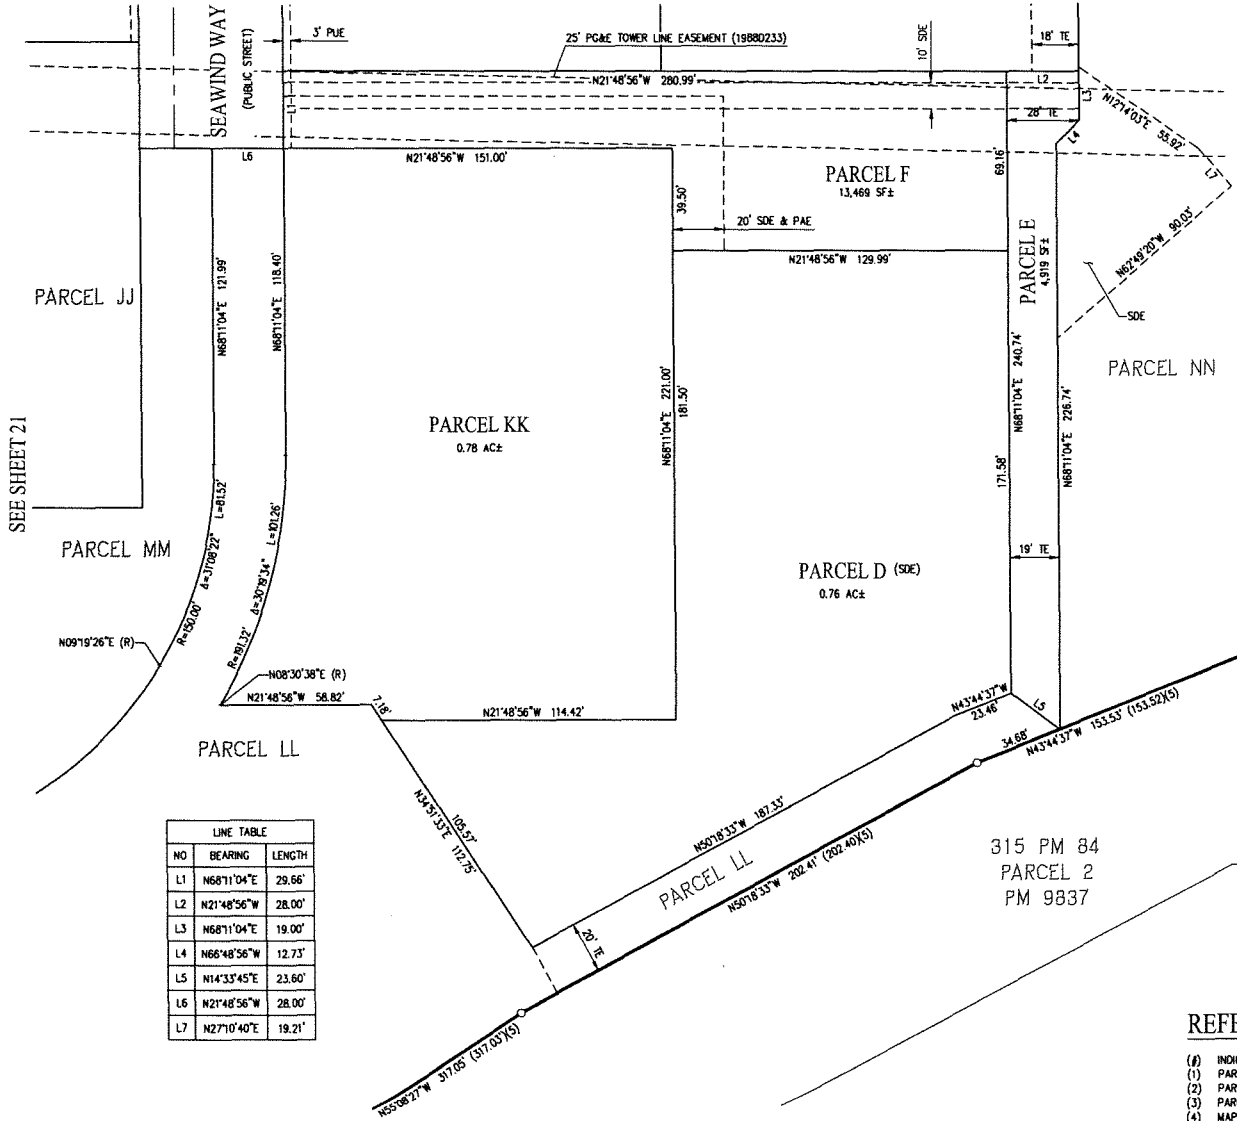 SEAWIND WAY
(PUBLIC STREET)
3' PUE
25' PG&E TOWER LINE EASEMENT (1988D233)
10' SDE
18' TE
N21°48'56"W 280.99'
L2
L1
L3
28' TE
L4
N12°14'03"E 55.92'
L7
L6
N21°48'56"W 151.00'
69.16'
PARCEL F
13,469 SF±
39.50'
20' SDE & PAE
N62°49'20"W 90.03'
N21°48'56"W 129.99'
PARCEL E
4,919 SF±
SDE
N68°11'04"E 121.99'
N68°11'04"E 118.40'
PARCEL JJ
PARCEL NN
N68°11'04"E 240.74'
N68°11'04"E 221.00'
181.50'
N68°11'04"E 226.74'
PARCEL KK
0.78 AC±
SEE SHEET 21
171.58'
PARCEL MM
R=150.00' Δ=31°08'22" L=81.52'
R=191.32' Δ=30°19'34" L=101.26'
19' TE
PARCEL D (SDE)
0.76 AC±
N09°19'26"E (R)
N08°30'38"E (R)
N21°48'56"W 58.82'
7.18'
N21°48'56"W 114.42'
N43°44'37"W
23.46'
L5
34.68'
N43°44'37"W 153.53' (153.52')(5)
PARCEL LL
105.57'
N34°51'33"E 112.75'
N50°18'33"W 187.33'
PARCEL LL
N50°18'33"W 202.41' (202.40')(5)
315 PM 84
PARCEL 2
PM 9837
20' TE
LINE TABLE
NO BEARING LENGTH
L1 N68°11'04"E 29.66'
L2 N21°48'56"W 28.00'
L3 N68°11'04"E 19.00'
L4 N66°48'56"W 12.73'
L5 N14°33'45"E 23.60'
L6 N21°48'56"W 28.00'
L7 N27°10'40"E 19.21'
N55°08'27"W 317.05' (317.03')(5)
REFE
(#) INDI
(1) PAR
(2) PAR
(3) PAR
(4) MAP